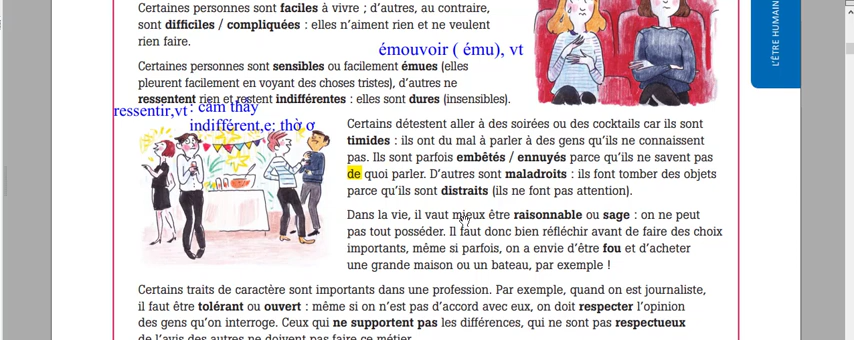 Certaines personnes sont faciles à vivre ; d'autres, au contraire,
sont difficiles / compliquées : elles n'aiment rien et ne veulent
rien faire.
émouvoir ( ému), vt
Certaines personnes sont sensibles ou facilement émues (elles
pleurent facilement en voyant des choses tristes), d'autres ne
ressentent rien et restent indifférentes : elles sont dures (insensibles).
ressentir,vt : cảm thấy
indifférent,e: thờ ơ
Certains détestent aller à des soirées ou des cocktails car ils sont
timides : ils ont du mal à parler à des gens qu'ils ne connaissent
pas. Ils sont parfois embêtés / ennuyés parce qu'ils ne savent pas
de quoi parler. D'autres sont maladroits : ils font tomber des objets
parce qu'ils sont distraits (ils ne font pas attention).
Dans la vie, il vaut mieux être raisonnable ou sage : on ne peut
pas tout posséder. Il faut donc bien réfléchir avant de faire des choix
importants, même si parfois, on a envie d'être fou et d'acheter
une grande maison ou un bateau, par exemple !
Certains traits de caractère sont importants dans une profession. Par exemple, quand on est journaliste,
il faut être tolérant ou ouvert : même si on n'est pas d'accord avec eux, on doit respecter l'opinion
des gens qu'on interroge. Ceux qui ne supportent pas les différences, qui ne sont pas respectueux
de l'avis des autres ne doivent pas faire ce métier.
L'ÊTRE HUMAIN